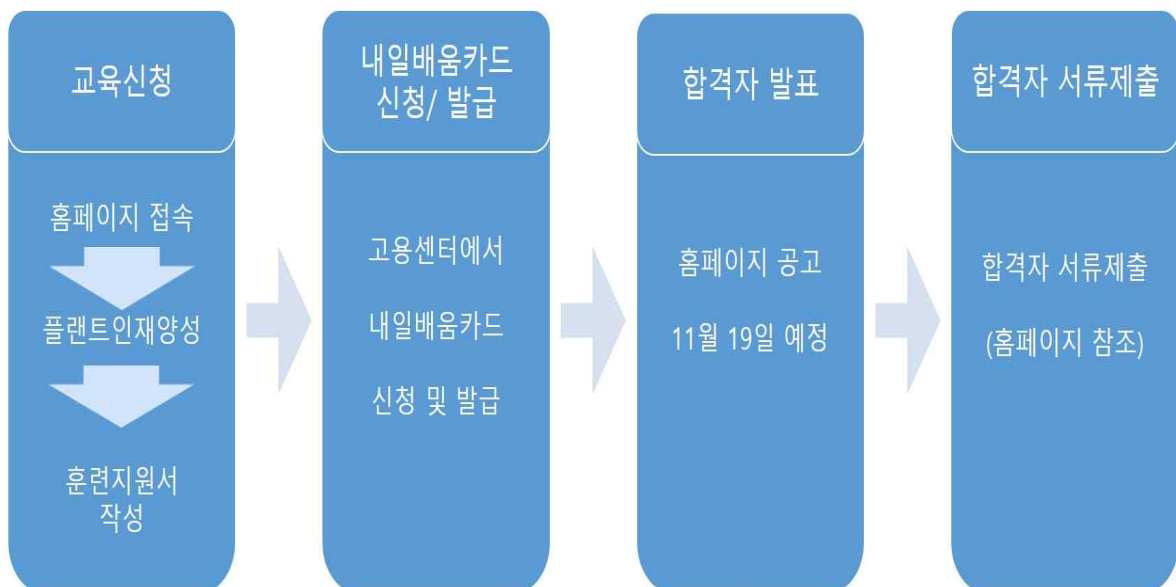 교육신청
홈페이지 접속
플랜트인재양성
훈련지원서
작성
내일배움카드
신청/ 발급
고용센터에서
내일배움카드
신청 및 발급
합격자 발표
홈페이지 공고
11월 19일 예정
합격자 서류제출
합격자 서류제출
(홈페이지 참조)